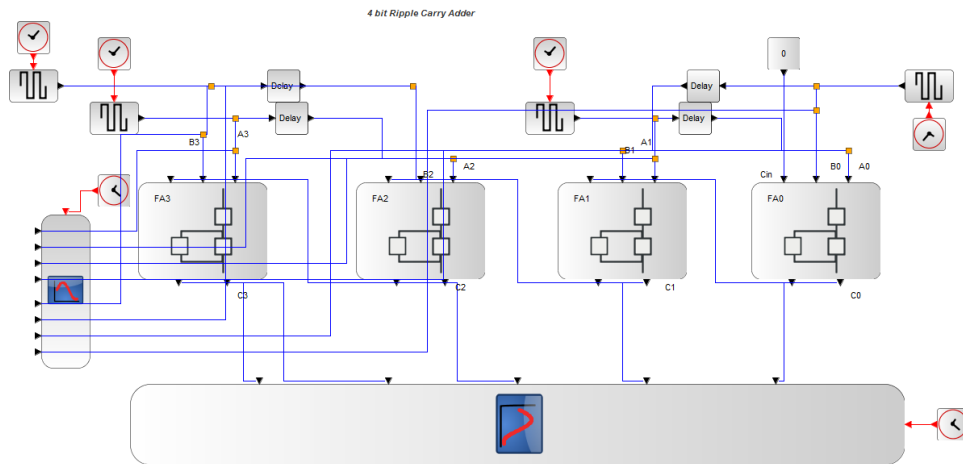 4 bit Ripple Carry Adder
0
Delay
Delay
Delay
Delay
B3
A3
B2
A2
B1
A1
Cin
B0
A0
FA3
FA2
FA1
FA0
C3
C2
C1
C0